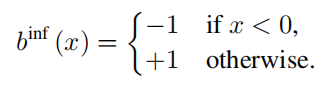 b^inf (x) = { −1 if x < 0,
+1 otherwise.